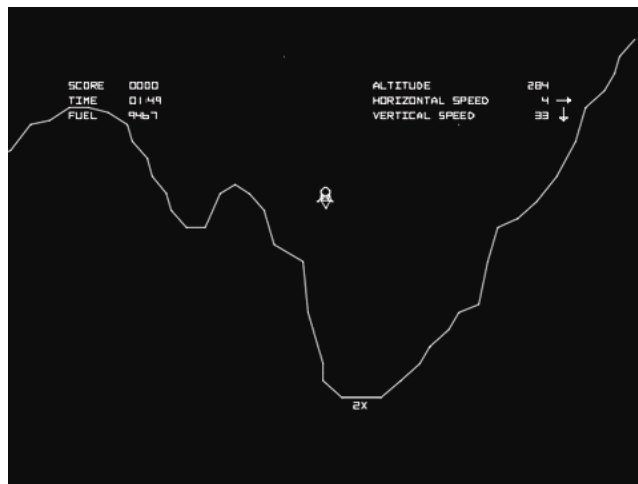 SCORE 0000
TIME 01:49
FUEL 9467
ALTITUDE 284
HORIZONTAL SPEED 4 →
VERTICAL SPEED 33 ↓
2X